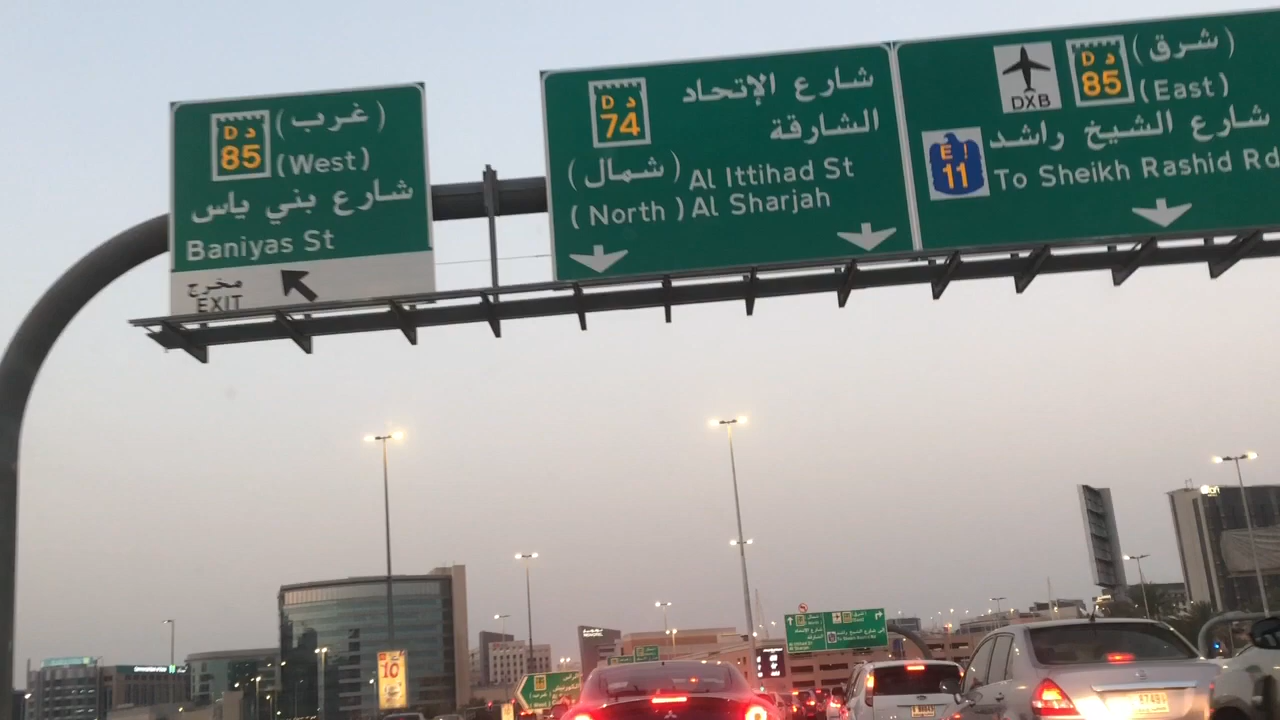 د D
85
(غرب)
(West)
شارع بني ياس
Baniyas St
مخرج
EXIT
د D
74
شارع الإتحاد
الشارقة
(شمال)
Al Ittihad St
(North)
Al Sharjah
DXB
د D
85
(شرق)
(East)
E إ
11
شارع الشيخ راشد
To Sheikh Rashid Rd
10